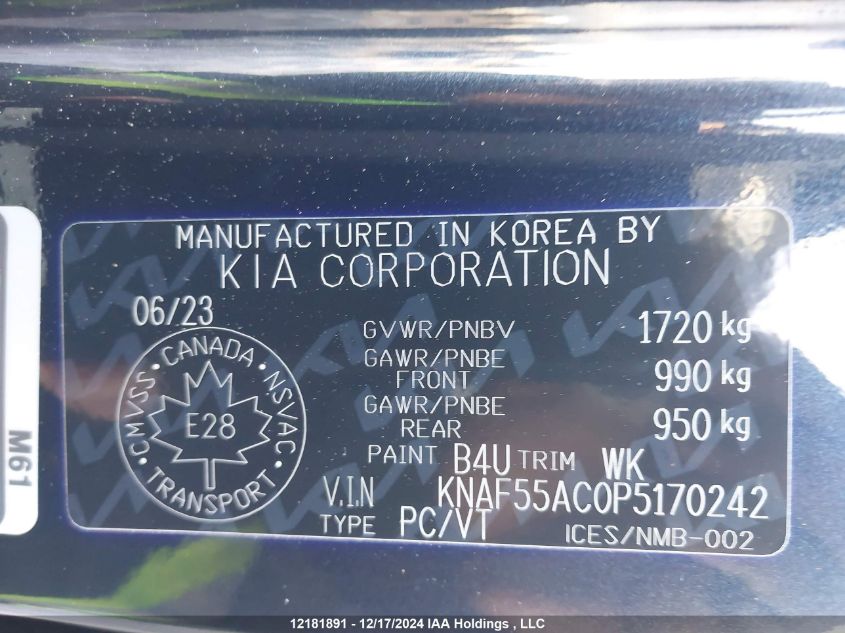 MANUFACTURED IN KOREA BY
KIA CORPORATION
06/23
GVWR/PNBV 1720 kg
GAWR/PNBE FRONT 990 kg
GAWR/PNBE REAR 950 kg
CANADA · NSVAC · TRANSPORT · CMVSS ·
E28
PAINT B4U TRIM WK
V.I.N KNAF55AC0P5170242
TYPE PC/VT ICES/NMB-002
M61
12181891 - 12/17/2024 IAA Holdings , LLC